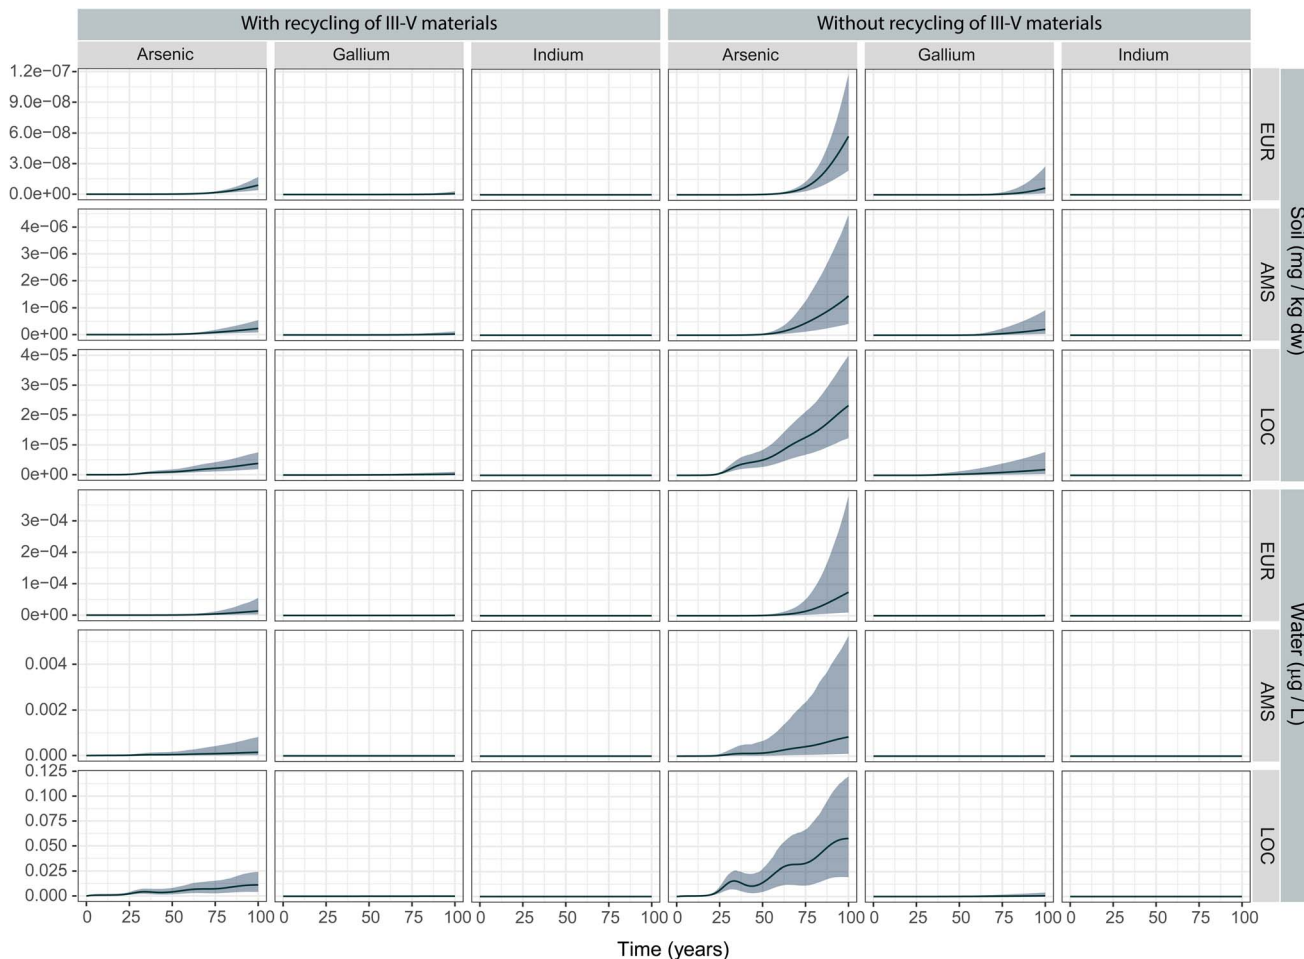 With recycling of III-V materials Without recycling of III-V materials
Arsenic Gallium Indium Arsenic Gallium Indium
1.2e−07
9.0e−08
6.0e−08
3.0e−08
0.0e+00
EUR
4e−06
3e−06
2e−06
1e−06
0e+00
AMS
4e−05
3e−05
2e−05
1e−05
0e+00
LOC
Soil (mg / kg dw)
3e−04
2e−04
1e−04
0e+00
EUR
0.004
0.002
0.000
AMS
0.125
0.100
0.075
0.050
0.025
0.000
LOC
Water (µg / L)
0 25 50 75 100 0 25 50 75 100 0 25 50 75 100 0 25 50 75 100 0 25 50 75 100 0 25 50 75 100
Time (years)